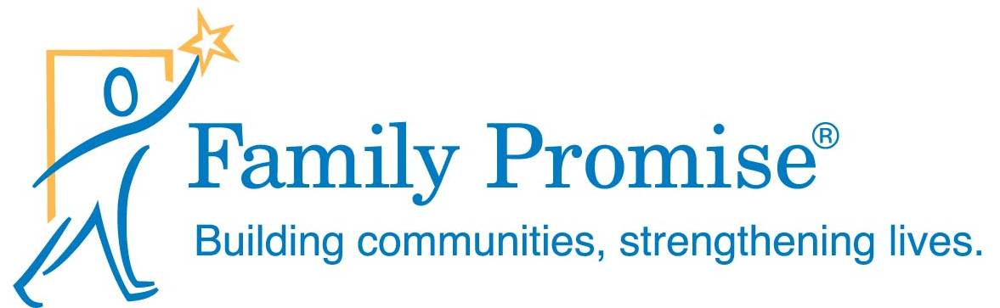 Family Promise®
Building communities, strengthening lives.